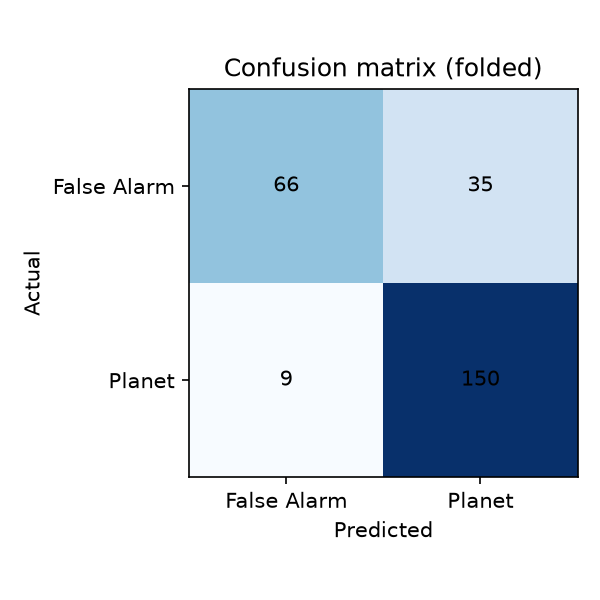 Confusion matrix (folded)
False Alarm
66
35
Actual
Planet
9
150
False Alarm
Planet
Predicted